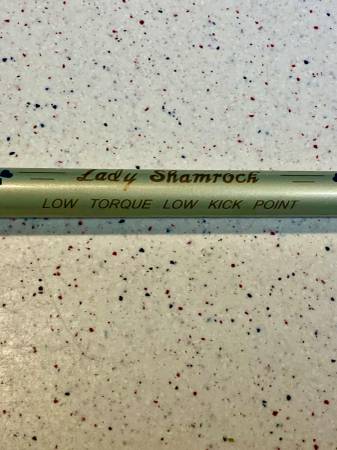 Lady Shamrock
LOW TORQUE LOW KICK POINT